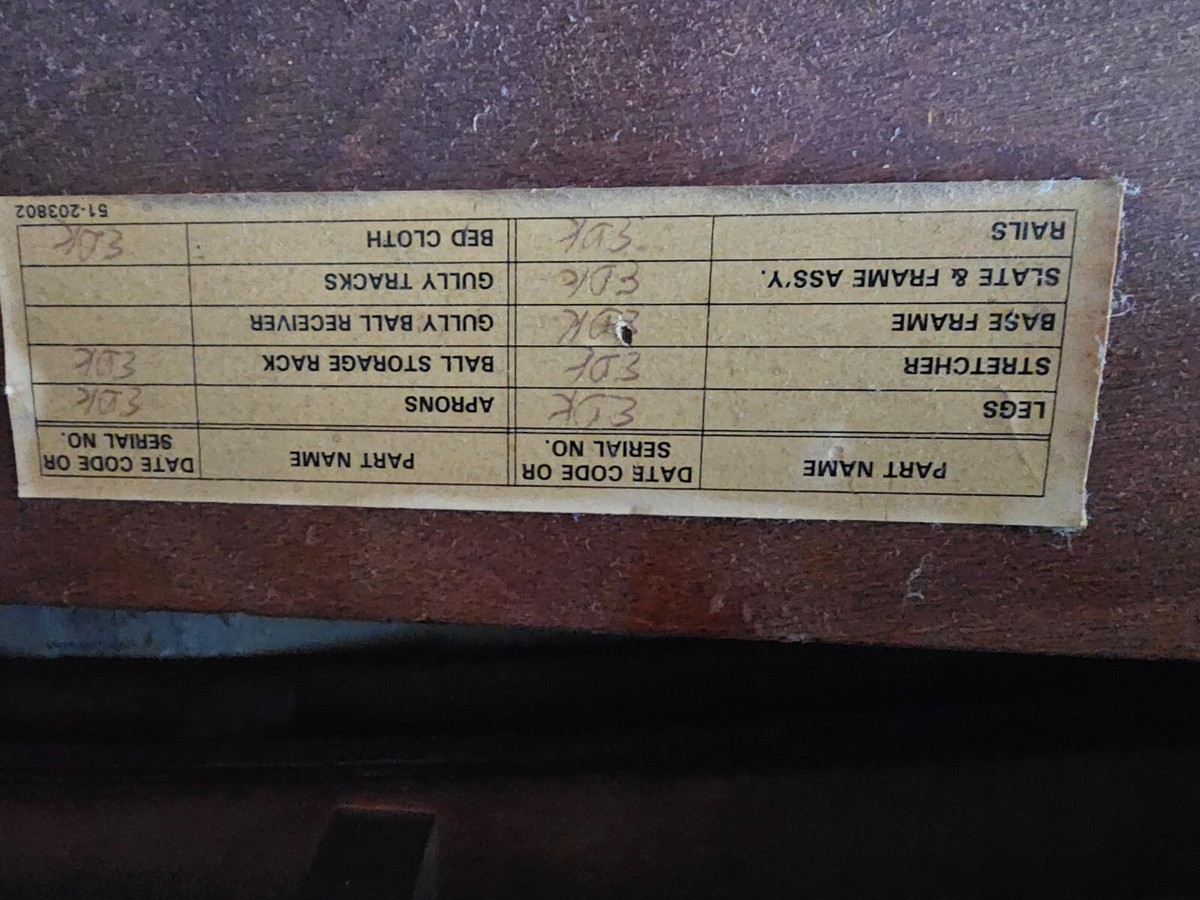 PART NAME DATE CODE OR SERIAL NO. PART NAME DATE CODE OR SERIAL NO.
LEGS EDK APRONS EDK
STRETCHER EDK BALL STORAGE RACK EDK
BASE FRAME EDK GULLY BALL RECEIVER
SLATE & FRAME ASS'Y. EDK GULLY TRACKS
RAILS EDK BED CLOTH EDK
51-203802